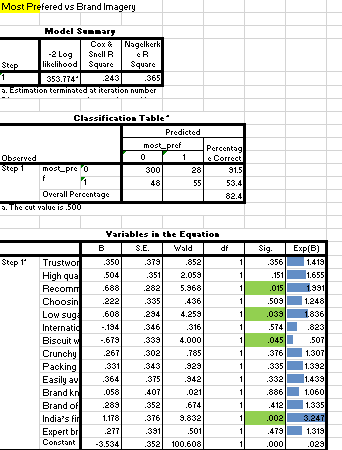 Most Prefered vs Brand Imagery
Model Summary
Step -2 Log likelihood Cox & Snell R Square Nagelkerk e R Square
1 353.774ᵃ .243 .365
a. Estimation terminated at iteration number
Classification Tableᵃ
Predicted
most_pref Percentag e Correct
Observed 0 1
Step 1 most_pre f 0 300 28 91.5
1 48 55 53.4
Overall Percentage 82.4
a. The cut value is .500
Variables in the Equation
B S.E. Wald df Sig. Exp(B)
Step 1ᵃ Trustwor .350 .379 .852 1 .356 1.419
High qua .504 .351 2.059 1 .151 1.655
Recomm .688 .282 5.968 1 .015 1.991
Choosin .222 .335 .436 1 .509 1.248
Low suga .608 .294 4.259 1 .039 1.836
Internatio -.194 .346 .316 1 .574 .823
Biscuit w -.679 .339 4.000 1 .045 .507
Crunchy .267 .302 .785 1 .376 1.307
Packing .331 .343 .929 1 .335 1.392
Easily av .364 .375 .942 1 .332 1.439
Brand kn .058 .407 .021 1 .886 1.060
Brand of .289 .352 .674 1 .412 1.335
India's fir 1.178 .376 9.832 1 .002 3.247
Expert br .277 .391 .501 1 .479 1.319
Constant -3.534 .352 100.608 1 .000 .029